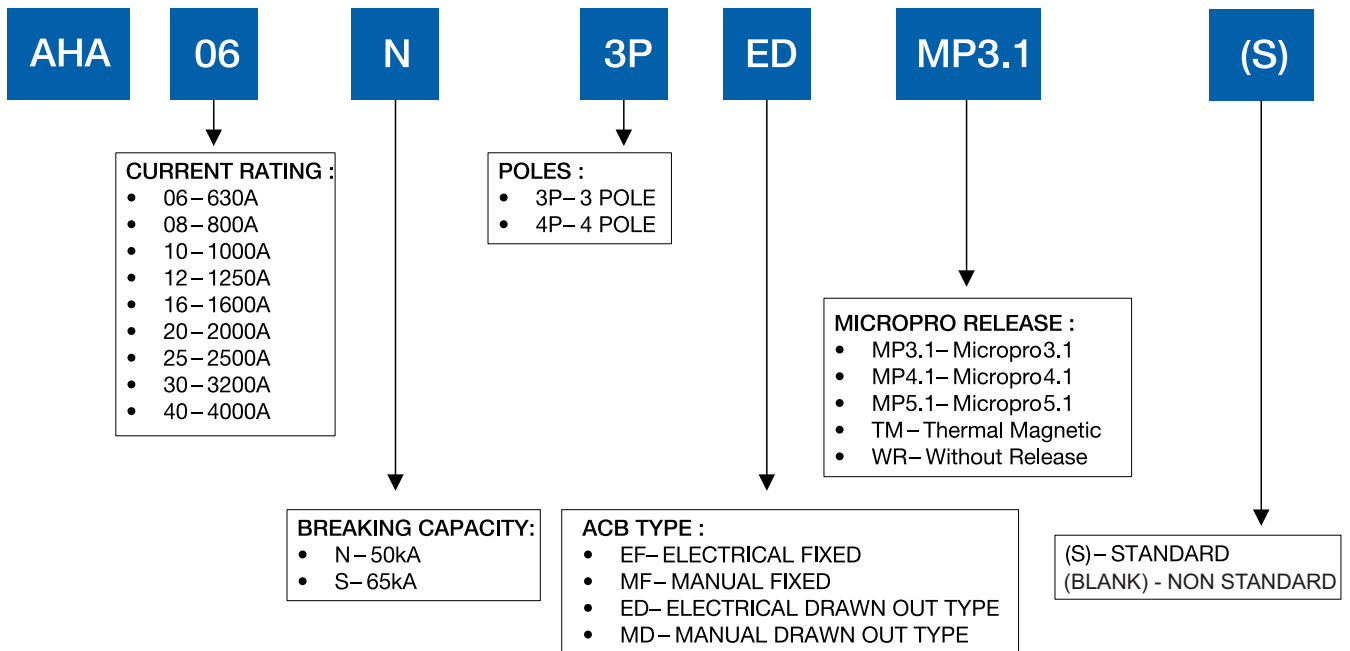 AHA 06 N 3P ED MP3.1 (S)
CURRENT RATING :
• 06–630A
• 08–800A
• 10–1000A
• 12–1250A
• 16–1600A
• 20–2000A
• 25–2500A
• 30–3200A
• 40–4000A
POLES :
• 3P–3 POLE
• 4P–4 POLE
MICROPRO RELEASE :
• MP3.1–Micropro3.1
• MP4.1–Micropro4.1
• MP5.1–Micropro5.1
• TM–Thermal Magnetic
• WR–Without Release
BREAKING CAPACITY:
• N–50kA
• S–65kA
ACB TYPE :
• EF–ELECTRICAL FIXED
• MF–MANUAL FIXED
• ED–ELECTRICAL DRAWN OUT TYPE
• MD–MANUAL DRAWN OUT TYPE
(S)–STANDARD
(BLANK) - NON STANDARD